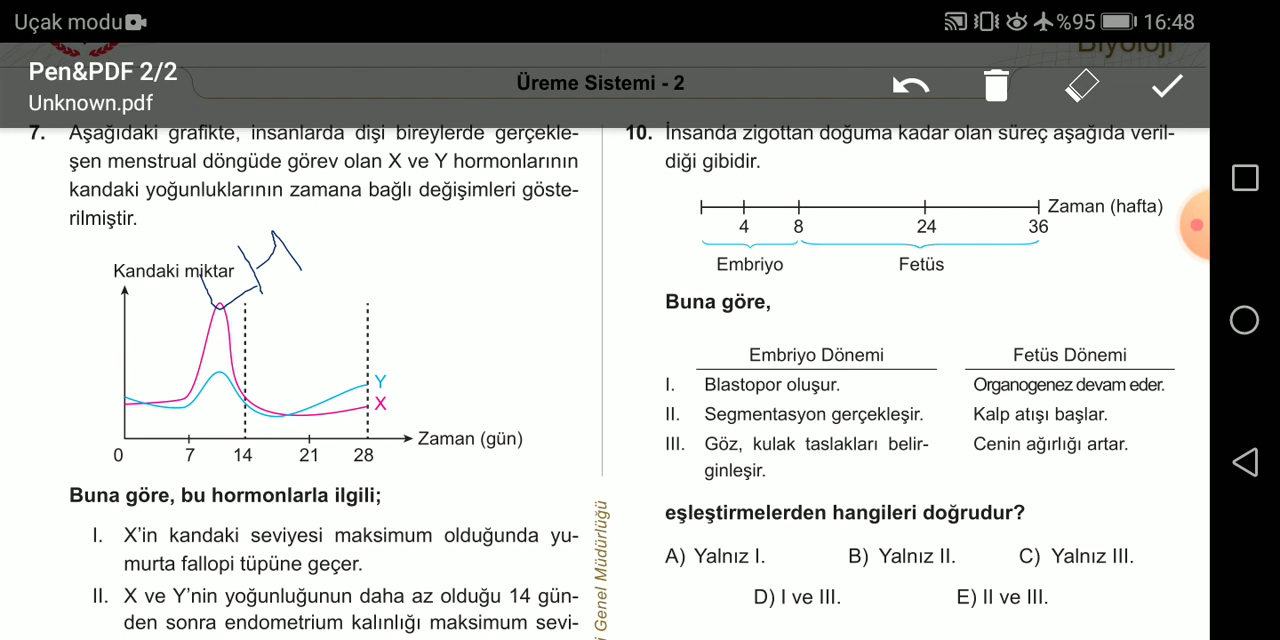 Uçak modu
%95
16:48
Biyoloji
Pen&PDF 2/2
Unknown.pdf
Üreme Sistemi - 2
7. Aşağıdaki grafikte, insanlarda dişi bireylerde gerçekle-
şen menstrual döngüde görev olan X ve Y hormonlarının
kandaki yoğunluklarının zamana bağlı değişimleri göste-
rilmiştir.
Kandaki miktar
Y
X
Zaman (gün)
0 7 14 21 28
Buna göre, bu hormonlarla ilgili;
I. X'in kandaki seviyesi maksimum olduğunda yu-
murta fallopi tüpüne geçer.
II. X ve Y'nin yoğunluğunun daha az olduğu 14 gün-
den sonra endometrium kalınlığı maksimum sevi-
i Genel Müdürlüğü
10. İnsanda zigottan doğuma kadar olan süreç aşağıda veril-
diği gibidir.
Zaman (hafta)
4 8 24 36
Embriyo Fetüs
Buna göre,
Embriyo Dönemi Fetüs Dönemi
I. Blastopor oluşur. Organogenez devam eder.
II. Segmentasyon gerçekleşir. Kalp atışı başlar.
III. Göz, kulak taslakları belir- Cenin ağırlığı artar.
ginleşir.
eşleştirmelerden hangileri doğrudur?
A) Yalnız I. B) Yalnız II. C) Yalnız III.
D) I ve III. E) II ve III.